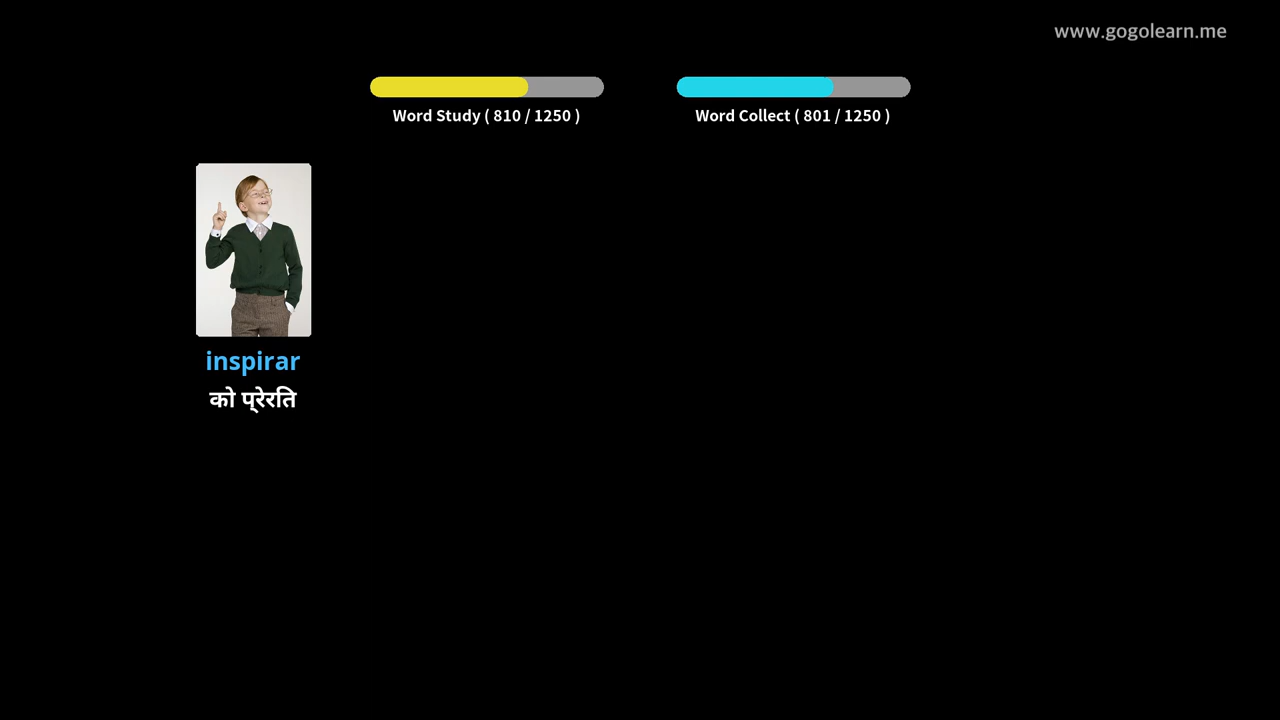 www.gogolearn.me
Word Study ( 810 / 1250 )
Word Collect ( 801 / 1250 )
inspirar
को प्रेरति